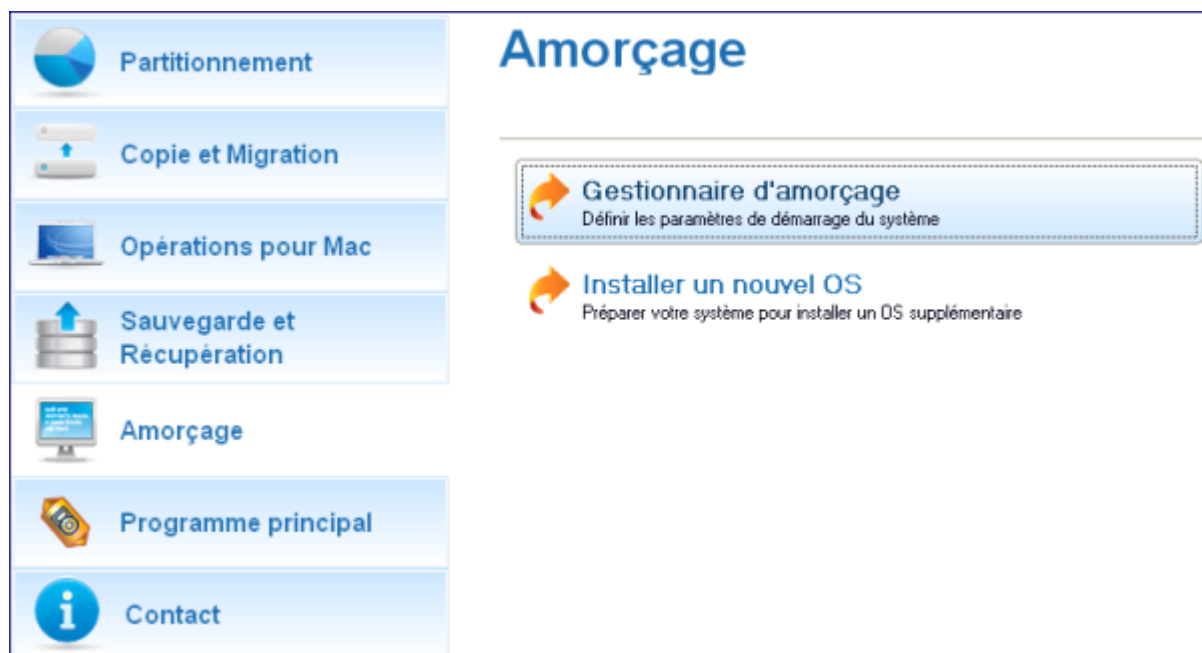 Partitionnement
Copie et Migration
Opérations pour Mac
Sauvegarde et
Récupération
Amorçage
Programme principal
Contact
Amorçage
Gestionnaire d'amorçage
Définir les paramètres de démarrage du système
Installer un nouvel OS
Préparer votre système pour installer un OS supplémentaire